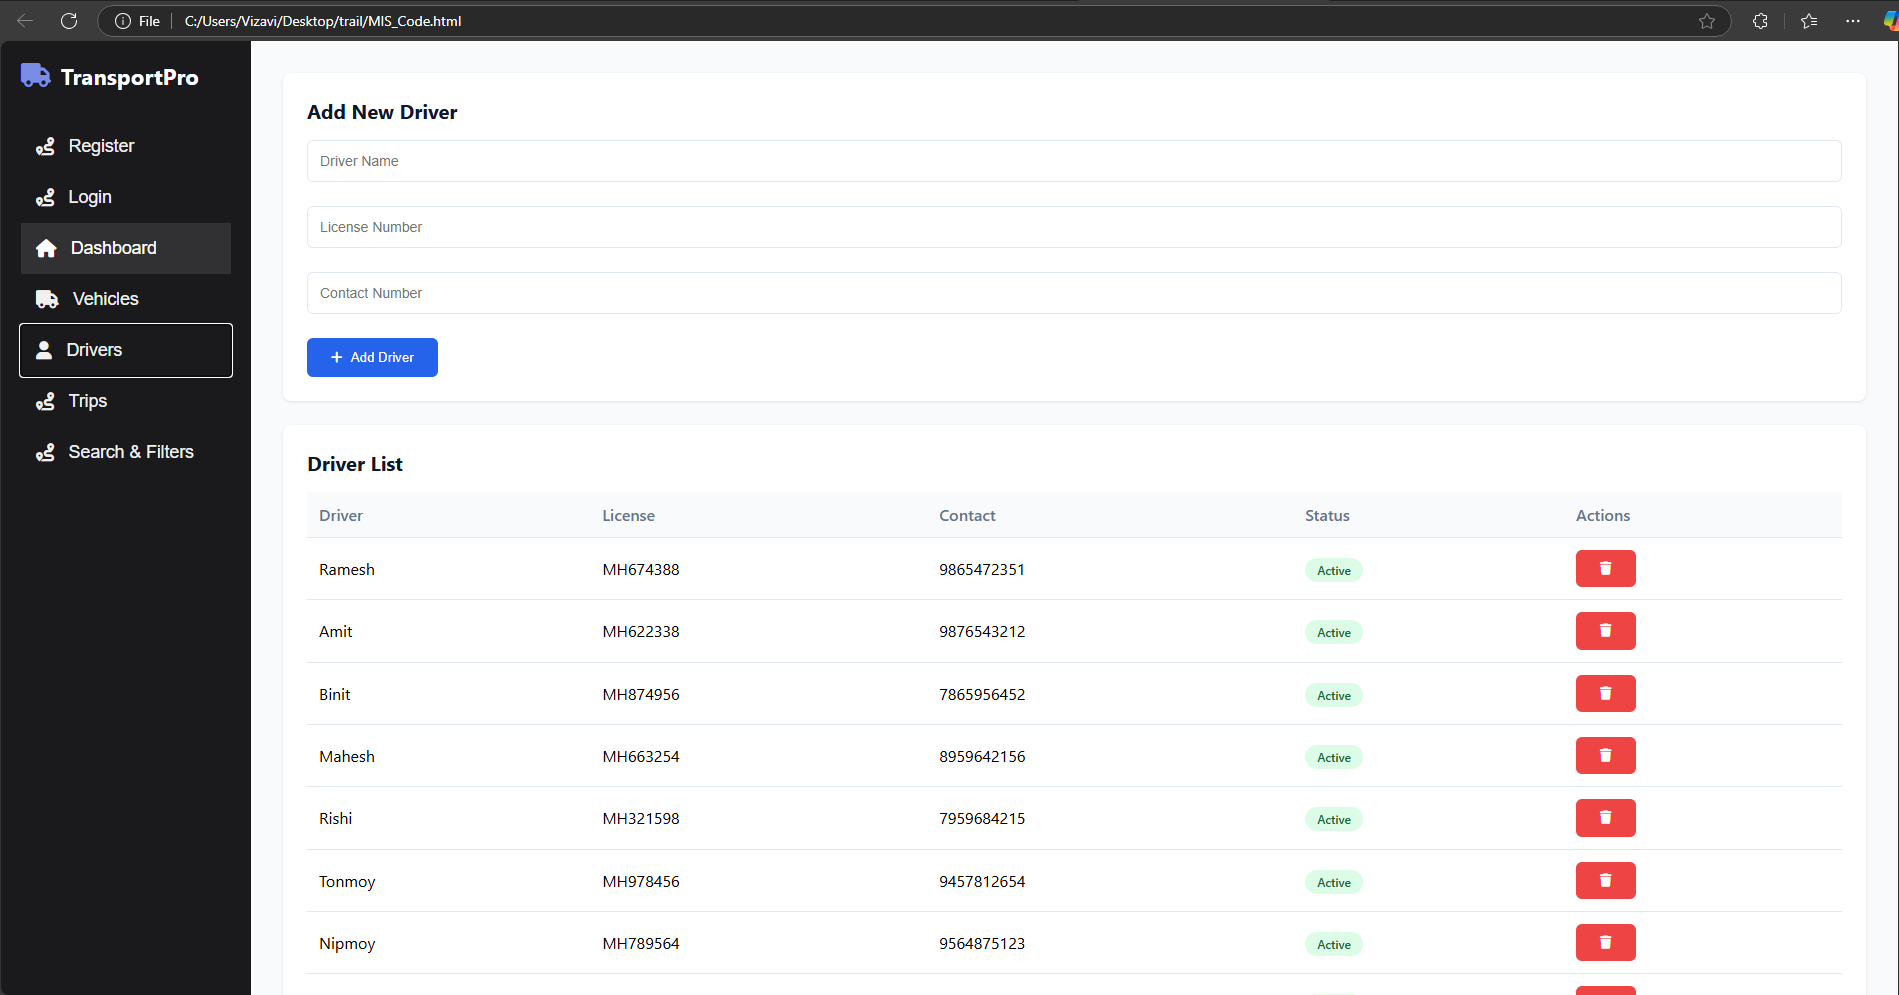 File C:/Users/Vizavi/Desktop/trail/MIS_Code.html
TransportPro
Register
Login
Dashboard
Vehicles
Drivers
Trips
Search & Filters
Add New Driver
Driver Name
License Number
Contact Number
+ Add Driver
Driver List
Driver License Contact Status Actions
Ramesh MH674388 9865472351 Active
Amit MH622338 9876543212 Active
Binit MH874956 7865956452 Active
Mahesh MH663254 8959642156 Active
Rishi MH321598 7959684215 Active
Tonmoy MH978456 9457812654 Active
Nipmoy MH789564 9564875123 Active